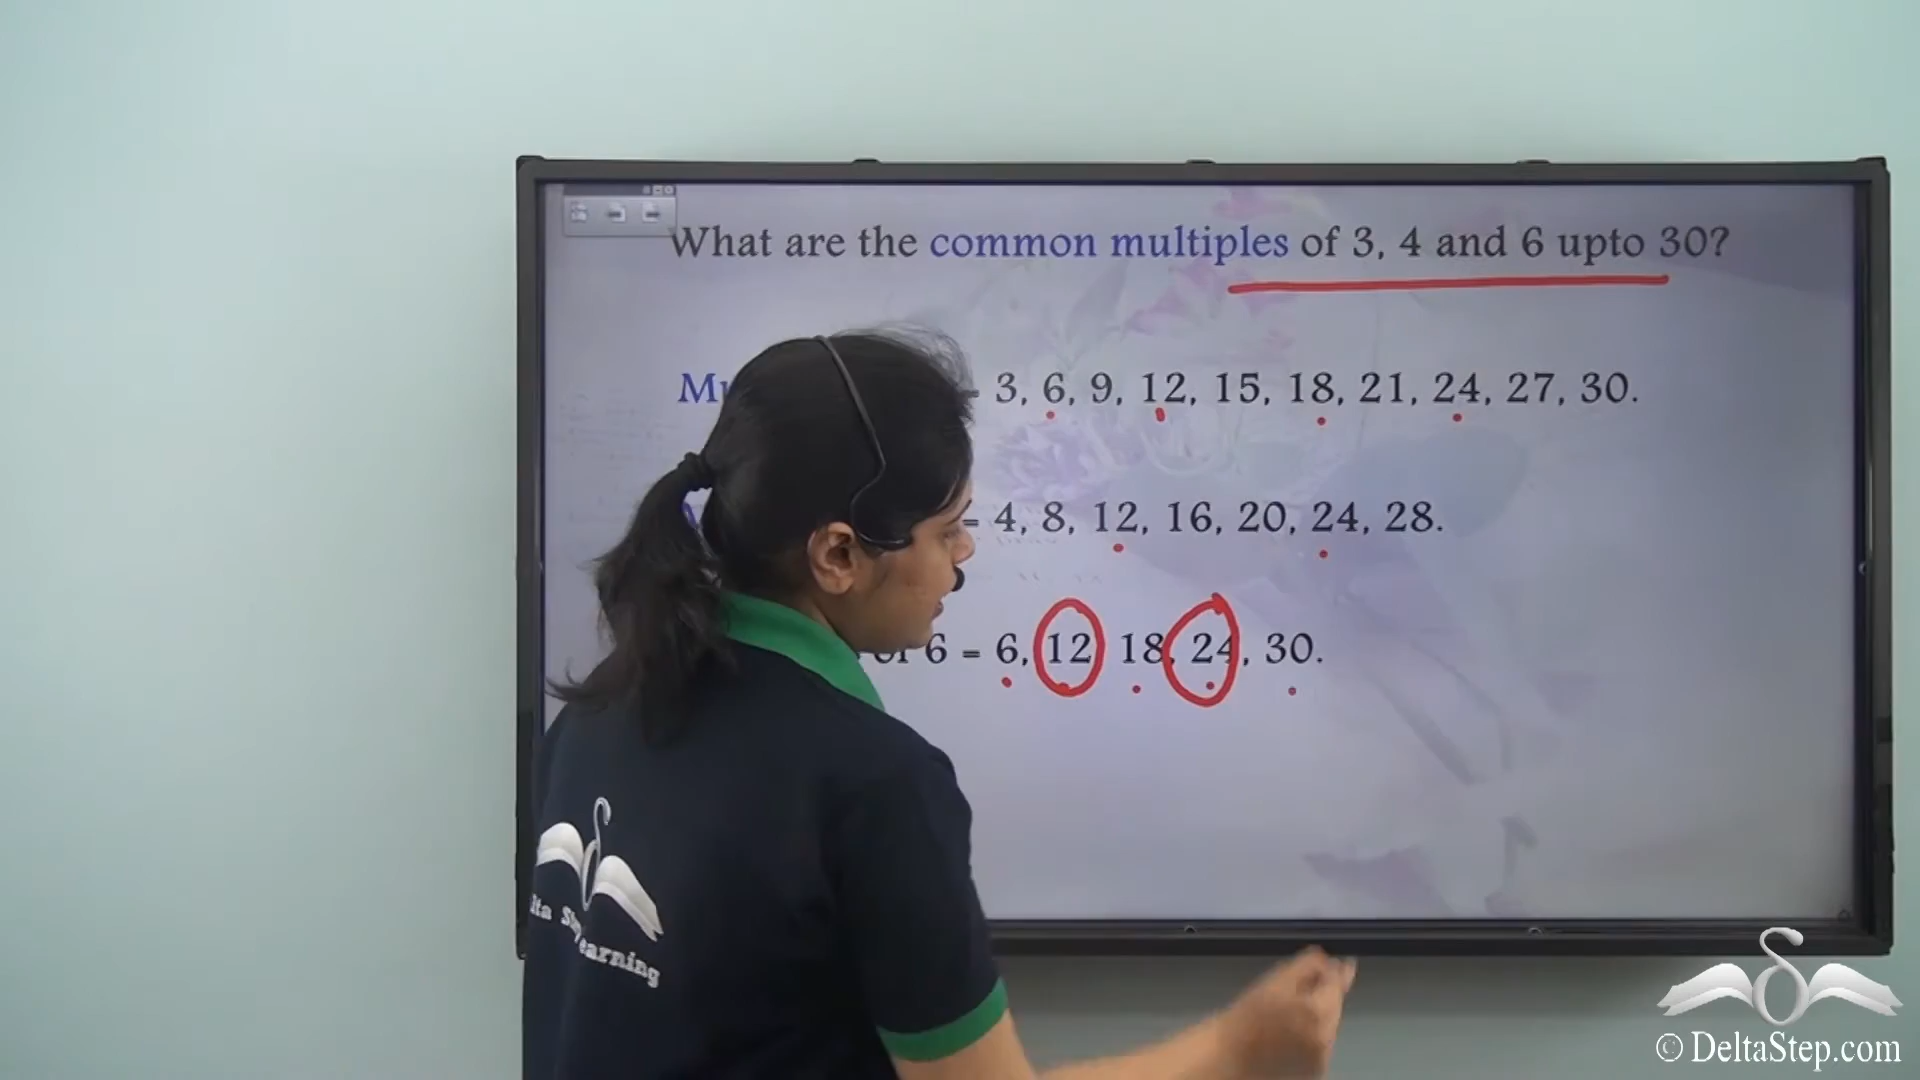 What are the common multiples of 3, 4 and 6 upto 30?
= 3, 6, 9, 12, 15, 18, 21, 24, 27, 30.
= 4, 8, 12, 16, 20, 24, 28.
6 = 6, 12 18, 24, 30.
© DeltaStep.com